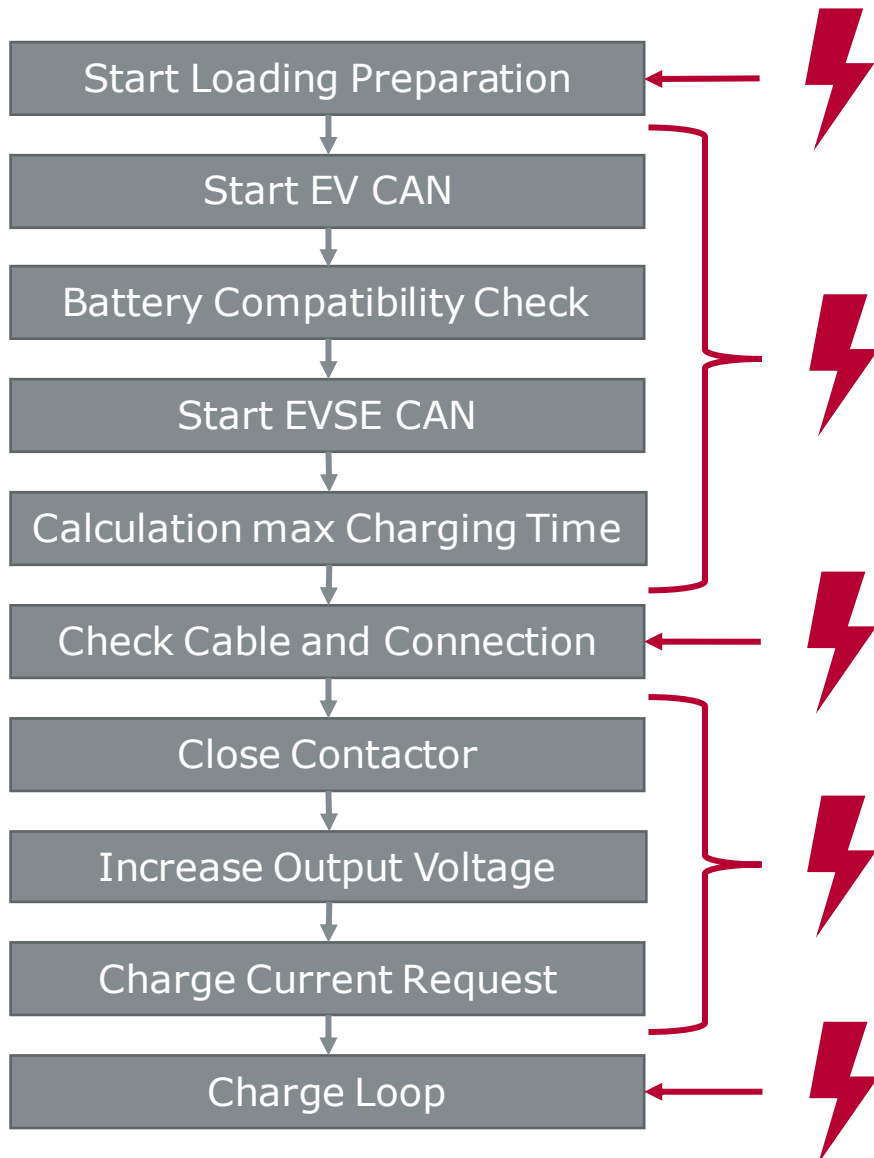 Start Loading Preparation
Start EV CAN
Battery Compatibility Check
Start EVSE CAN
Calculation max Charging Time
Check Cable and Connection
Close Contactor
Increase Output Voltage
Charge Current Request
Charge Loop